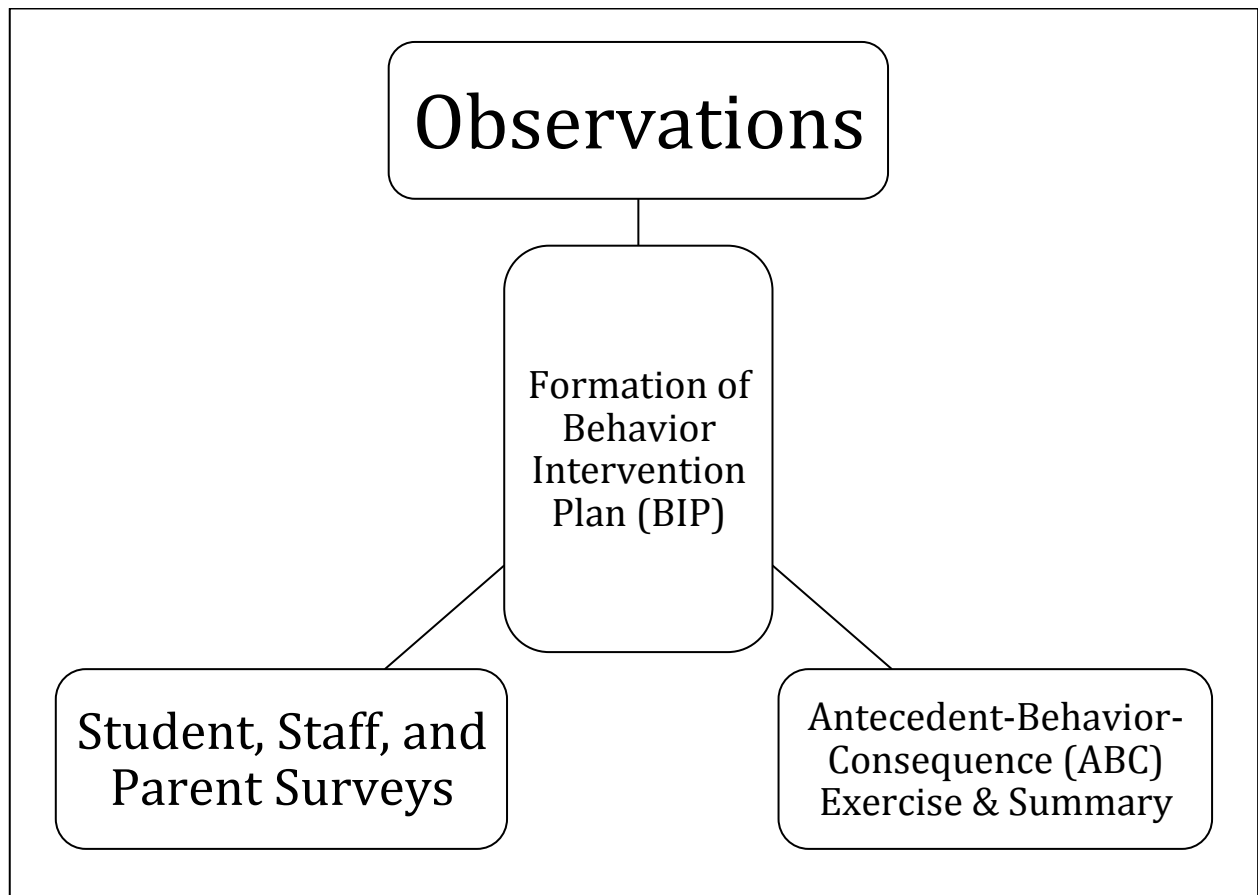 Observations
Formation of
Behavior
Intervention
Plan (BIP)
Student, Staff, and
Parent Surveys
Antecedent-Behavior-
Consequence (ABC)
Exercise & Summary